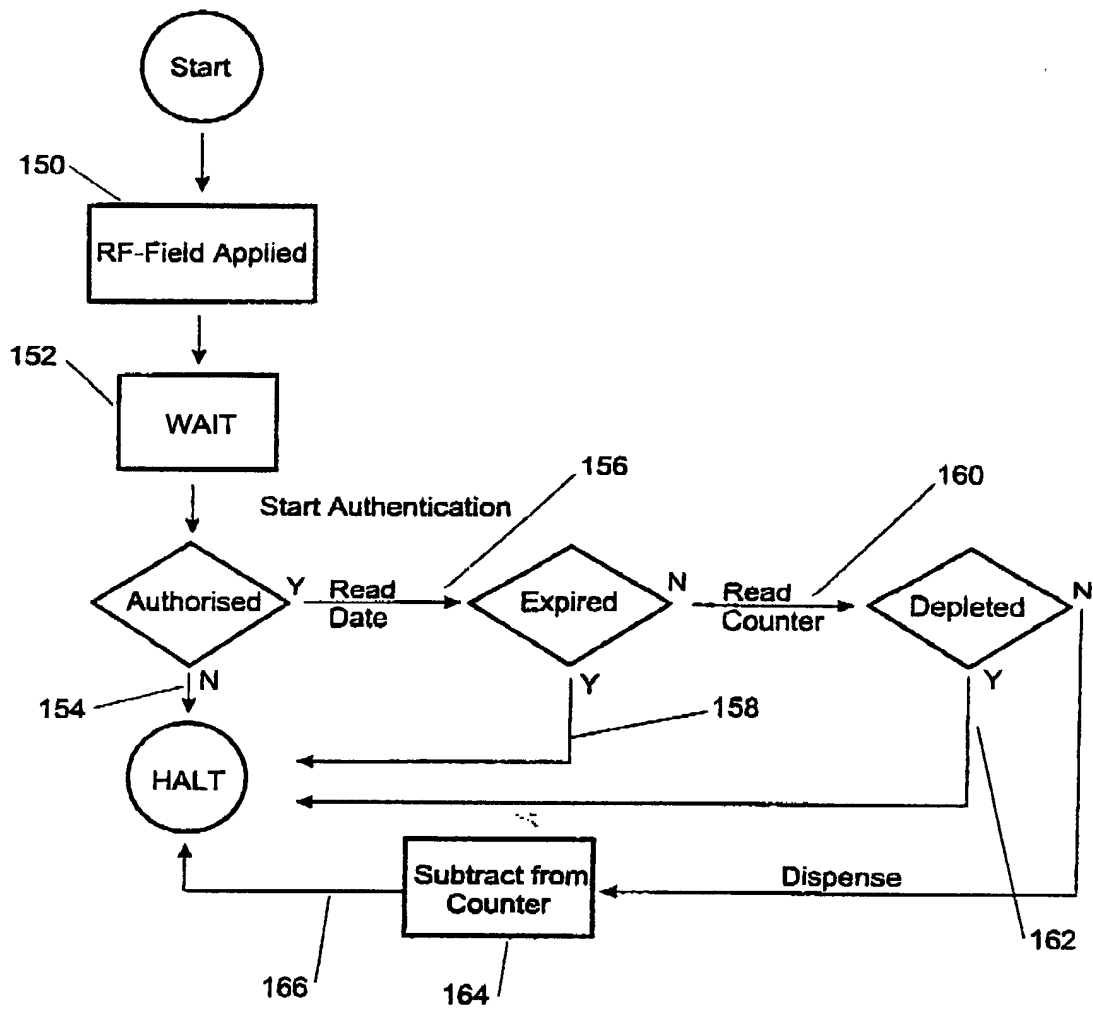 Start
150
RF-Field Applied
152
WAIT
156
160
Start Authentication
Authorised
Y
Read
Date
Expired
N
Read
Counter
Depleted
N
N
Y
Y
154
158
HALT
Subtract from
Counter
Dispense
162
166
164